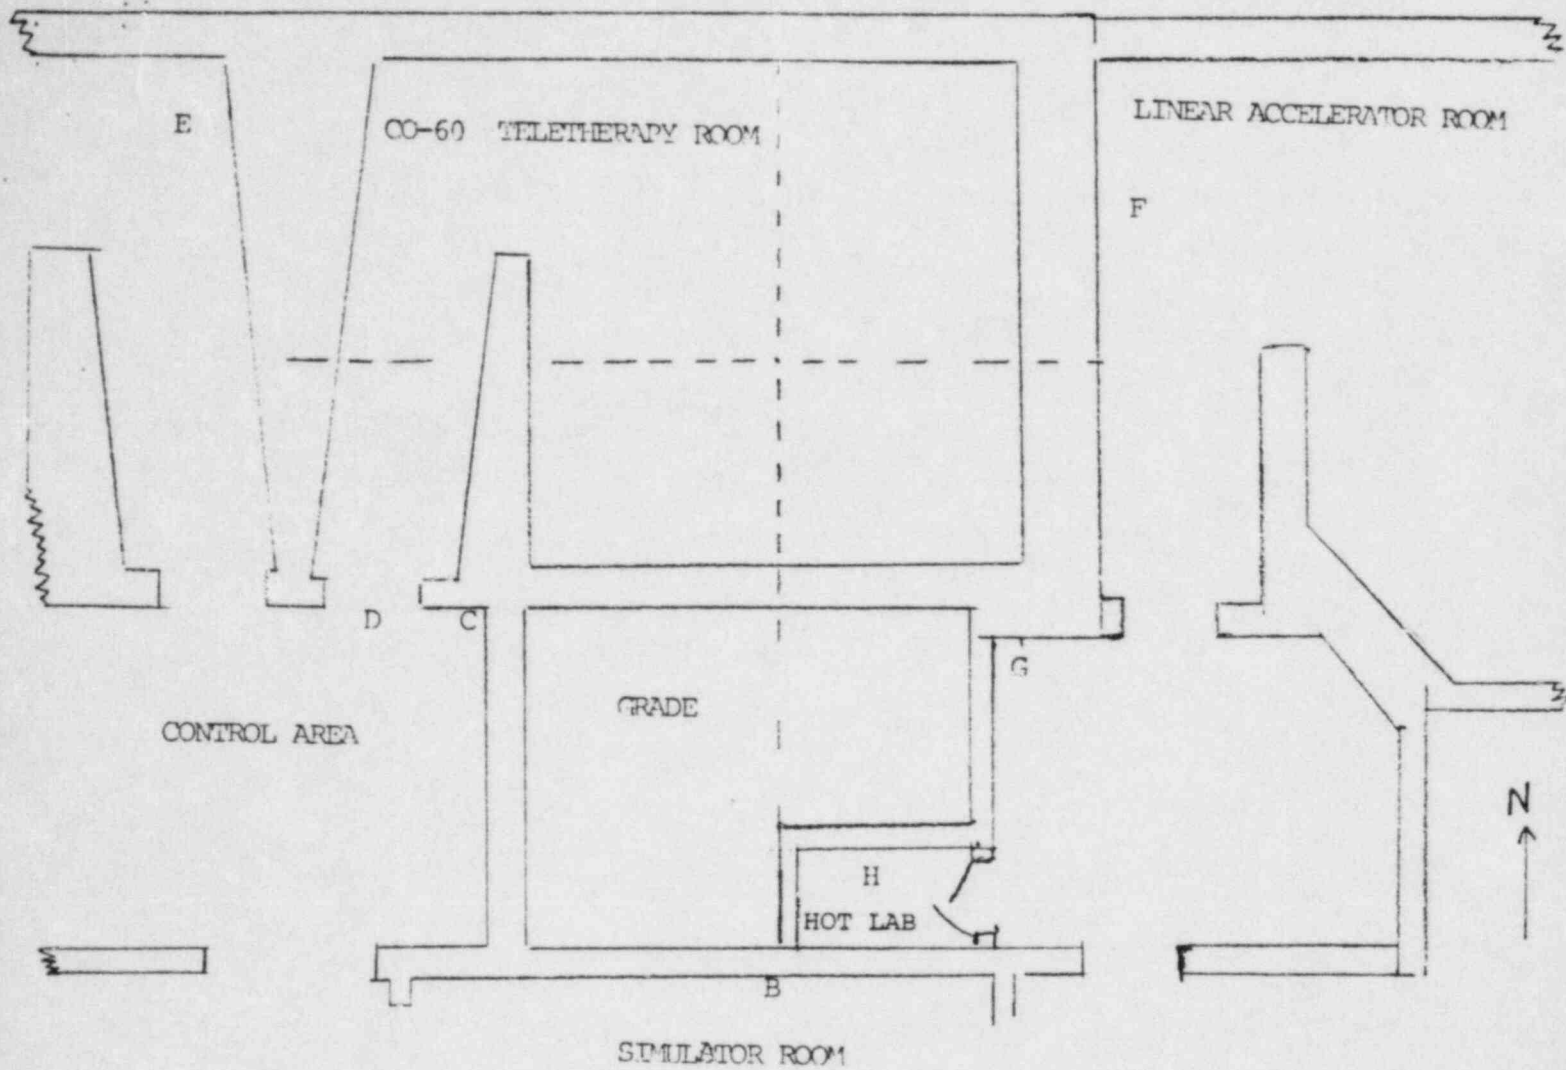 E
CO-60 TELETHERAPY ROOM
LINEAR ACCELERATOR ROOM
F
D
C
G
GRADE
CONTROL AREA
N
H
HOT LAB
B
SIMULATOR ROOM